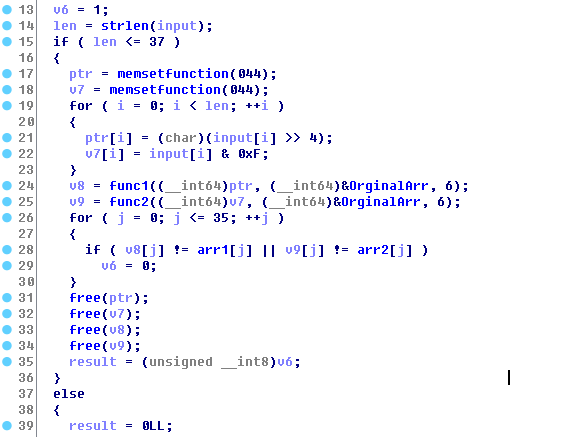 13 v6 = 1;
14 len = strlen(input);
15 if ( len <= 37 )
16 {
17 ptr = memsetfunction(044);
18 v7 = memsetfunction(044);
19 for ( i = 0; i < len; ++i )
20 {
21 ptr[i] = (char)(input[i] >> 4);
22 v7[i] = input[i] & 0xF;
23 }
24 v8 = func1((__int64)ptr, (__int64)&OrginalArr, 6);
25 v9 = func2((__int64)v7, (__int64)&OrginalArr, 6);
26 for ( j = 0; j <= 35; ++j )
27 {
28 if ( v8[j] != arr1[j] || v9[j] != arr2[j] )
29 v6 = 0;
30 }
31 free(ptr);
32 free(v7);
33 free(v8);
34 free(v9);
35 result = (unsigned __int8)v6;
36 }
37 else
38 {
39 result = 0LL;